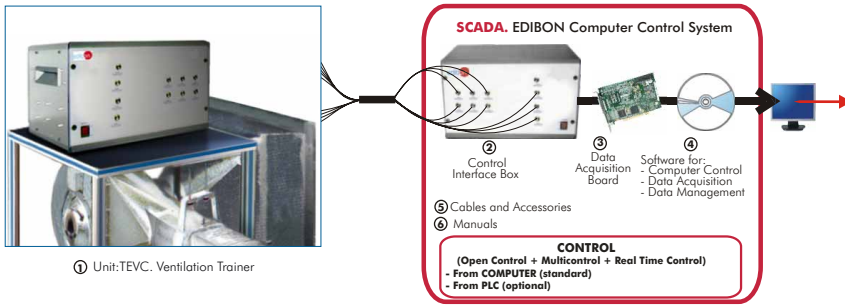 SCADA. EDIBON Computer Control System
2
Control
Interface Box
3
Data
Acquisition
Board
4
Software for:
- Computer Control
- Data Acquisition
- Data Management
5 Cables and Accessories
6 Manuals
CONTROL
(Open Control + Multicontrol + Real Time Control)
- From COMPUTER (standard)
- From PLC (optional)
1 Unit:TEVC. Ventilation Trainer